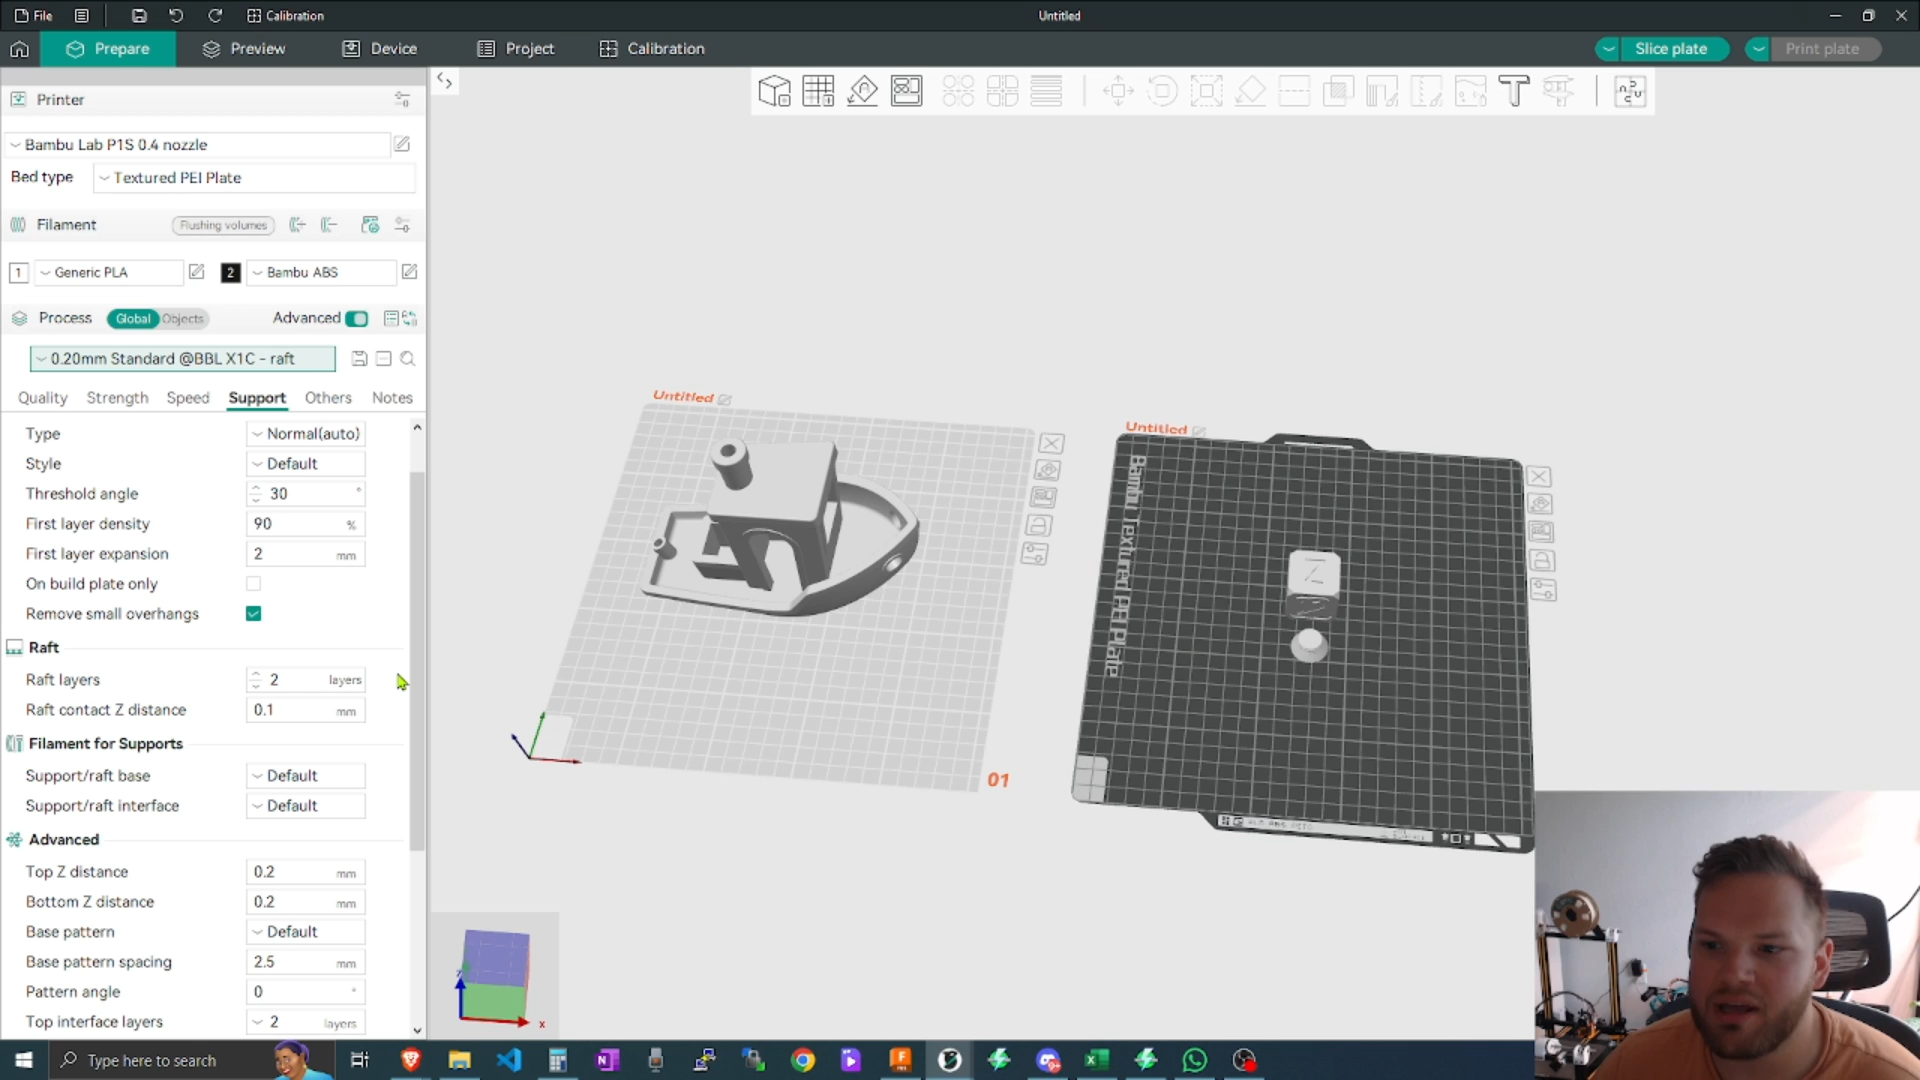 File
Calibration
Untitled
Prepare
Preview
Device
Project
Calibration
Slice plate
Print plate
Printer
Bambu Lab P1S 0.4 nozzle
Bed type
Textured PEI Plate
Filament
Flushing volumes
1
Generic PLA
2
Bambu ABS
Process
Global
Objects
Advanced
0.20mm Standard @BBL X1C - raft
Quality
Strength
Speed
Support
Others
Notes
Type
Normal(auto)
Style
Default
Threshold angle
30 °
First layer density
90 %
First layer expansion
2 mm
On build plate only
Remove small overhangs
Raft
Raft layers
2 layers
Raft contact Z distance
0.1 mm
Filament for Supports
Support/raft base
Default
Support/raft interface
Default
Advanced
Top Z distance
0.2 mm
Bottom Z distance
0.2 mm
Base pattern
Default
Base pattern spacing
2.5 mm
Pattern angle
0 °
Top interface layers
2 layers
Untitled
01
Untitled
Bambu Textured PEI Plate
Z
x
Type here to search